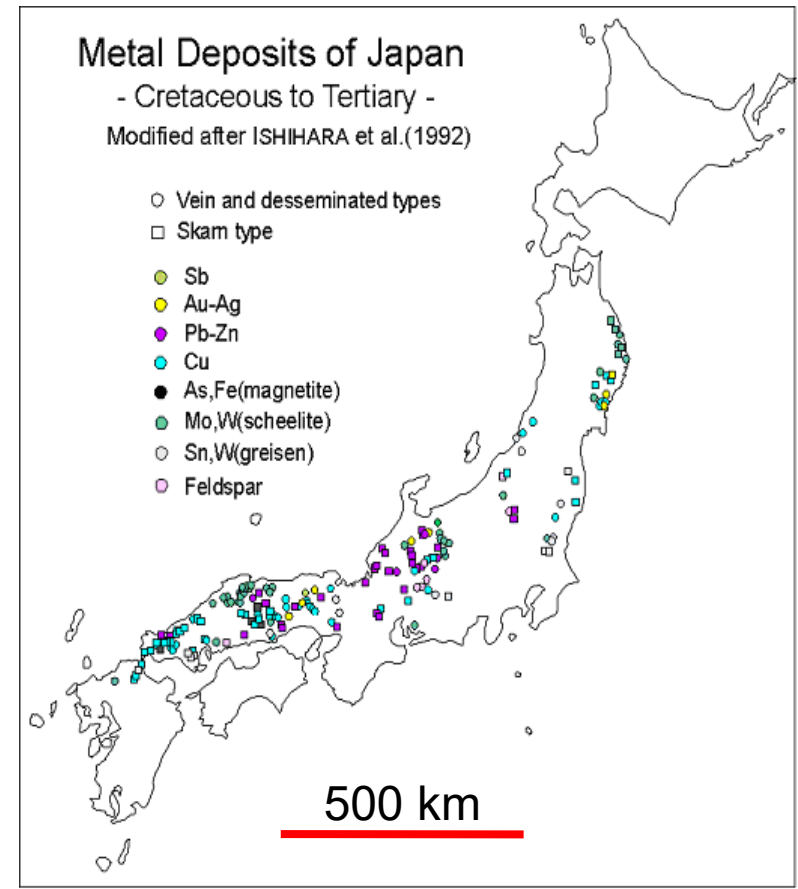 Metal Deposits of Japan
- Cretaceous to Tertiary -
Modified after ISHIHARA et al.(1992)
Vein and desseminated types
Skam type
Sb
Au-Ag
Pb-Zn
Cu
As,Fe(magnetite)
Mo,W(scheelite)
Sn,W(greisen)
Feldspar
500 km